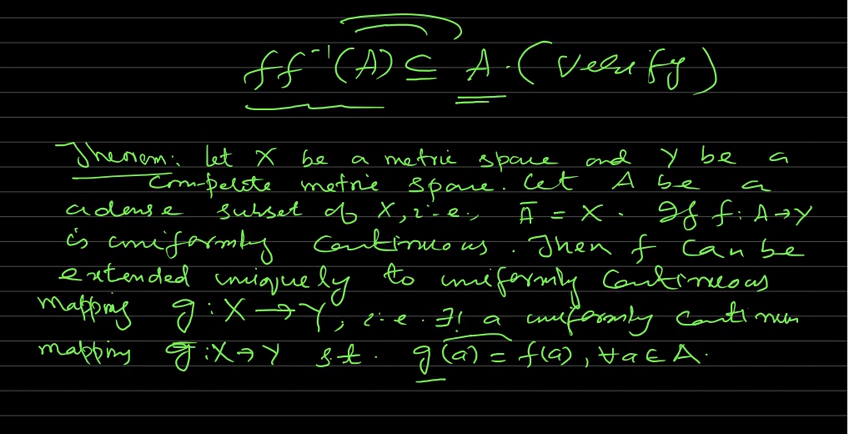 ff⁻¹(A) ⊆ A. (Verify)
Theorem: Let X be a metric space and Y be a
Compelete metric space. Let A be a
a dense subset of X, i.e., Ā = X. If f: A→Y
is uniformly continuous. Then f can be
extended uniquely to uniformly continuous
mapping g: X → Y, i.e. ∃! a uniformly continuous
mapping g: X→Y s.t. g(a) = f(a), ∀a∈A.